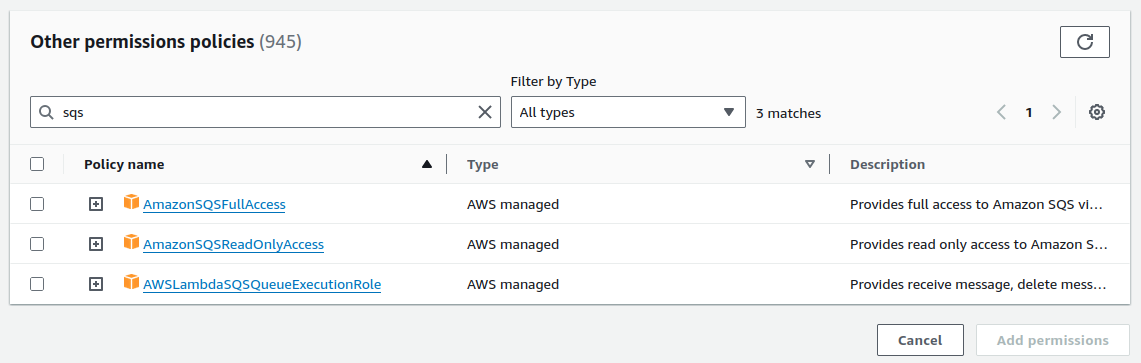 Other permissions policies (945)
Filter by Type
sqs
All types
3 matches
1
Policy name Type Description
AmazonSQSFullAccess AWS managed Provides full access to Amazon SQS vi...
AmazonSQSReadOnlyAccess AWS managed Provides read only access to Amazon S...
AWSLambdaSQSQueueExecutionRole AWS managed Provides receive message, delete mess...
Cancel Add permissions